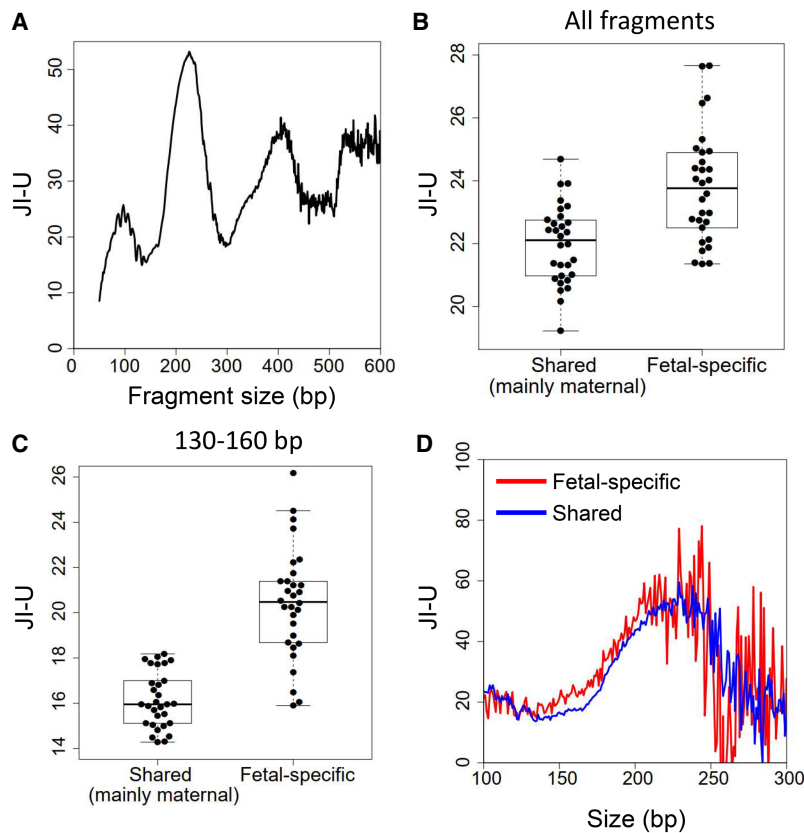 A
JI-U
50
40
30
20
10
0
0 100 200 300 400 500 600
Fragment size (bp)
B
All fragments
JI-U
28
26
24
22
20
Shared
(mainly maternal)
Fetal-specific
C
130-160 bp
JI-U
26
24
22
20
18
16
14
Shared
(mainly maternal)
Fetal-specific
D
JI-U
100
80
60
40
20
0
Fetal-specific
Shared
100 150 200 250 300
Size (bp)